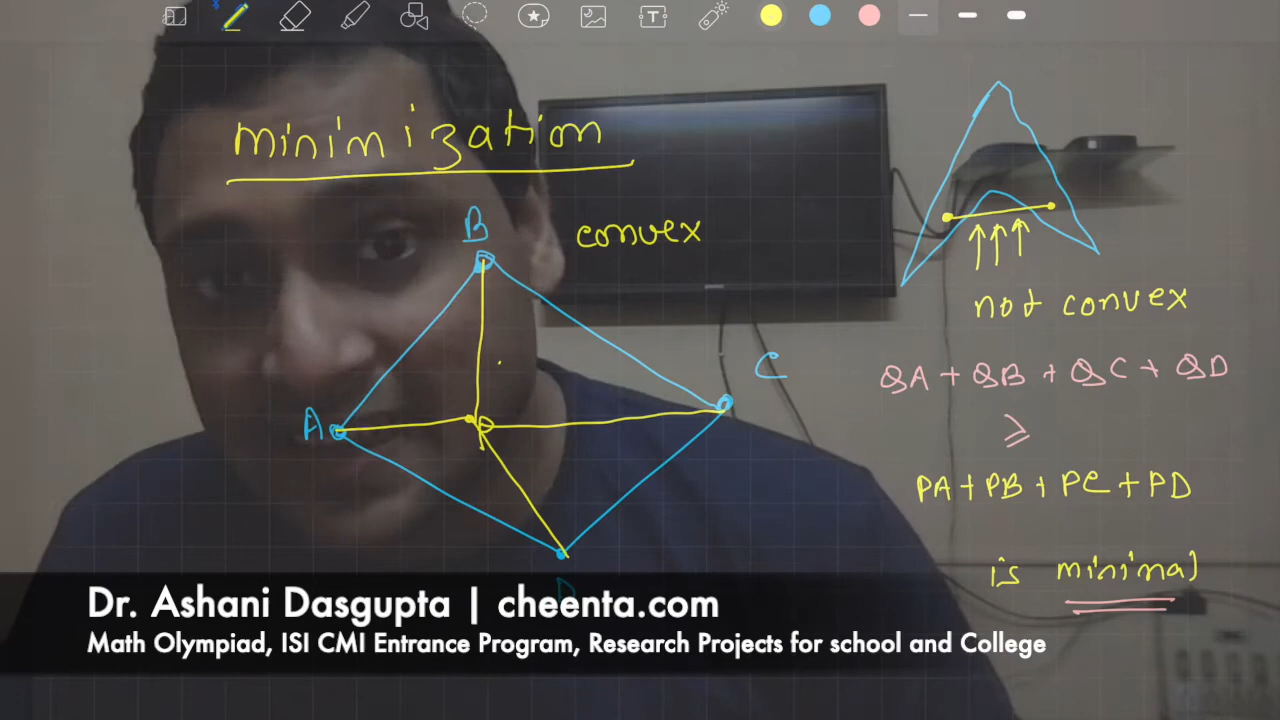 minimization
B
convex
not convex
C
QA + QB + QC + QD
A
≥
PA + PB + PC + PD
is minimal
D
Dr. Ashani Dasgupta | cheenta.com
Math Olympiad, ISI CMI Entrance Program, Research Projects for school and College